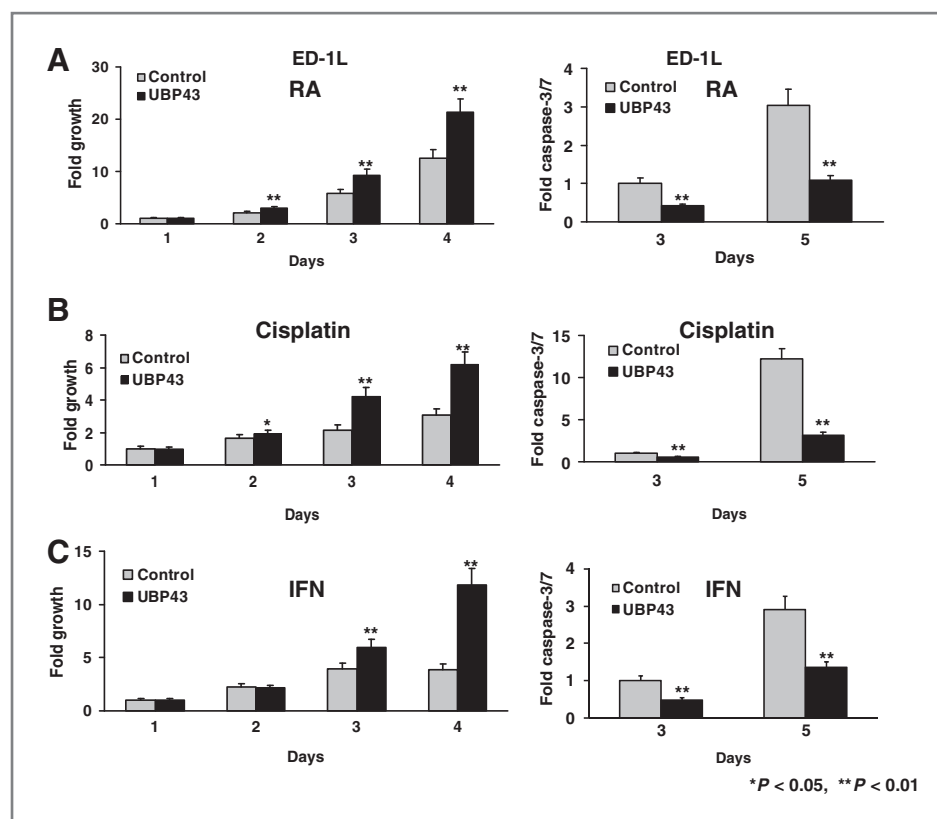 A
ED-1L
RA
Control
UBP43
Fold growth
30
20
10
0
1 2 3 4
**
**
**
Days
ED-1L
RA
Control
UBP43
Fold caspase-3/7
4
3
2
1
0
**
**
3 5
Days
B
Cisplatin
Control
UBP43
Fold growth
8
6
4
2
0
*
**
**
1 2 3 4
Days
Cisplatin
Control
UBP43
Fold caspase-3/7
15
10
5
0
**
**
3 5
Days
C
IFN
Control
UBP43
Fold growth
15
10
5
0
**
**
1 2 3 4
Days
IFN
Control
UBP43
Fold caspase-3/7
4
3
2
1
0
**
**
3 5
Days
*P < 0.05, **P < 0.01